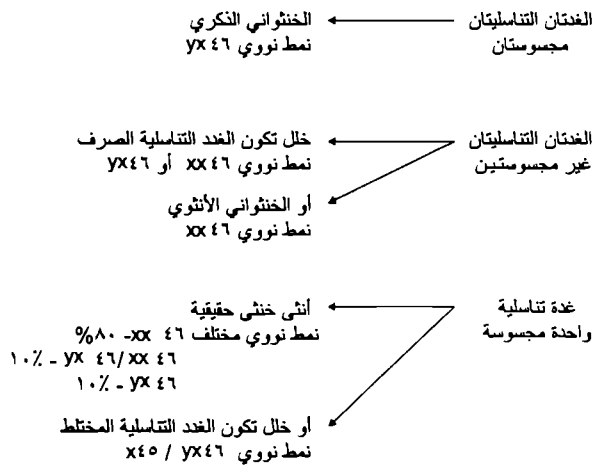 الغدتان التناسليتان
مجسوستان
الخنثواني الذكري
نمط نووي ٤٦ yx
الغدتان التناسليتان
غير مجسوستين
خلل تكون الغدد التناسلية الصرف
نمط نووي ٤٦ xx أو ٤٦yx
أو الخنثواني الأنثوي
نمط نووي ٤٦ xx
غدة تناسلية
واحدة مجسوسة
أنثى خنثى حقيقية
نمط نووي مختلف ٤٦ xx- ٨٠%
٤٦ yx ٤٦/ xx - ١٠٪
٤٦ yx - ١٠٪
أو خلل تكون الغدد التناسلية المختلط
نمط نووي ٤٦yx / ٤٥x